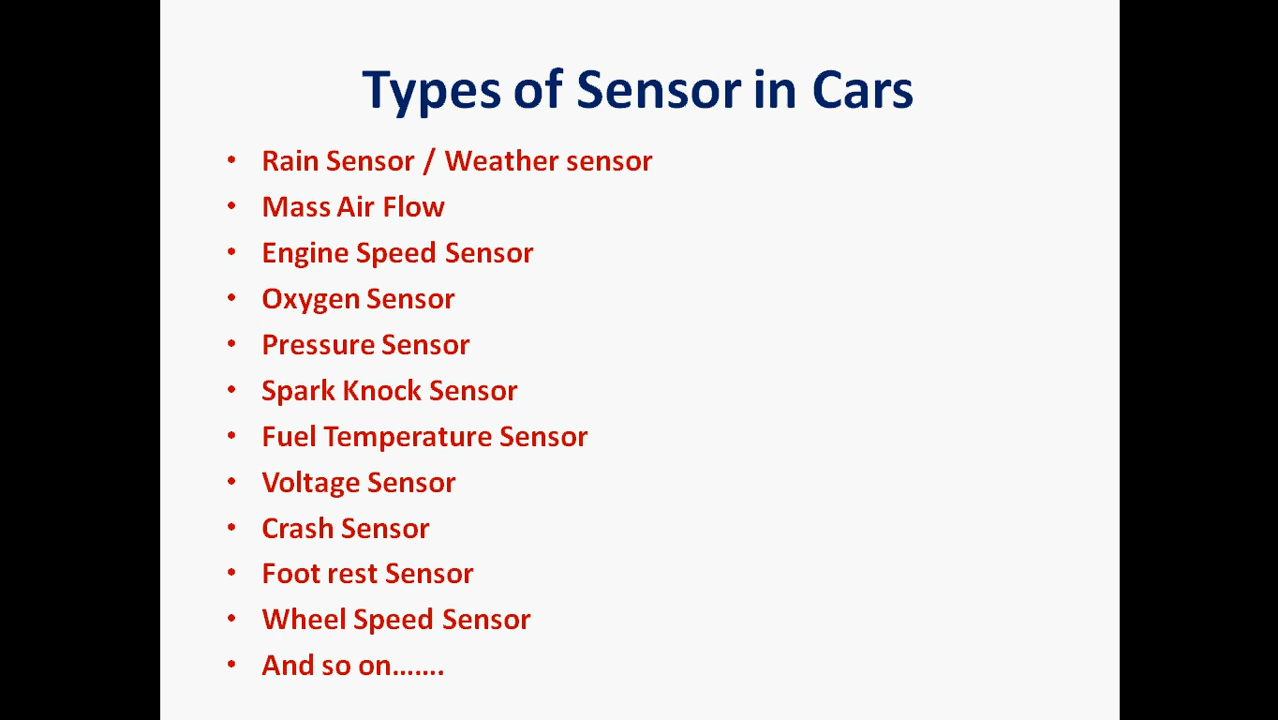 Types of Sensor in Cars
• Rain Sensor / Weather sensor
• Mass Air Flow
• Engine Speed Sensor
• Oxygen Sensor
• Pressure Sensor
• Spark Knock Sensor
• Fuel Temperature Sensor
• Voltage Sensor
• Crash Sensor
• Foot rest Sensor
• Wheel Speed Sensor
• And so on.......